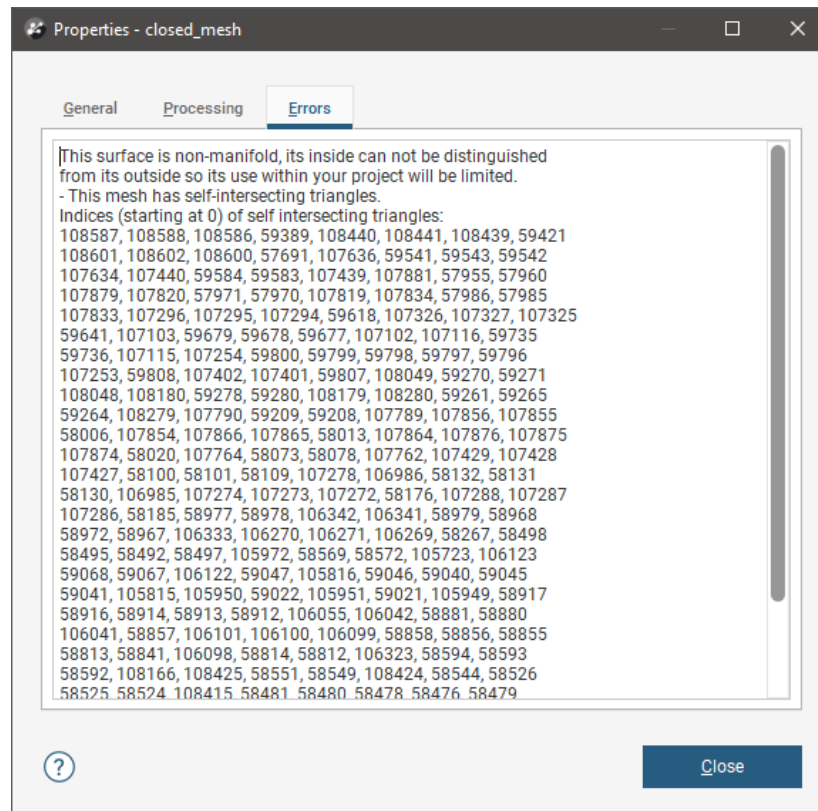 Properties - closed_mesh
General Processing Errors
This surface is non-manifold, its inside can not be distinguished
from its outside so its use within your project will be limited.
- This mesh has self-intersecting triangles.
Indices (starting at 0) of self intersecting triangles:
108587, 108588, 108586, 59389, 108440, 108441, 108439, 59421
108601, 108602, 108600, 57691, 107636, 59541, 59543, 59542
107634, 107440, 59584, 59583, 107439, 107881, 57955, 57960
107879, 107820, 57971, 57970, 107819, 107834, 57986, 57985
107833, 107296, 107295, 107294, 59618, 107326, 107327, 107325
59641, 107103, 59679, 59678, 59677, 107102, 107116, 59735
59736, 107115, 107254, 59800, 59799, 59798, 59797, 59796
107253, 59808, 107402, 107401, 59807, 108049, 59270, 59271
108048, 108180, 59278, 59280, 108179, 108280, 59261, 59265
59264, 108279, 107790, 59209, 59208, 107789, 107856, 107855
58006, 107854, 107866, 107865, 58013, 107864, 107876, 107875
107874, 58020, 107764, 58073, 58078, 107762, 107429, 107428
107427, 58100, 58101, 58109, 107278, 106986, 58132, 58131
58130, 106985, 107274, 107273, 107272, 58176, 107288, 107287
107286, 58185, 58977, 58978, 106342, 106341, 58979, 58968
58972, 58967, 106333, 106270, 106271, 106269, 58267, 58498
58495, 58492, 58497, 105972, 58569, 58572, 105723, 106123
59068, 59067, 106122, 59047, 105816, 59046, 59040, 59045
59041, 105815, 105950, 59022, 105951, 59021, 105949, 58917
58916, 58914, 58913, 58912, 106055, 106042, 58881, 58880
106041, 58857, 106101, 106100, 106099, 58858, 58856, 58855
58813, 58841, 106098, 58814, 58812, 106323, 58594, 58593
58592, 108166, 108425, 58551, 58549, 108424, 58544, 58526
58525, 58524, 108415, 58481, 58480, 58478, 58476, 58479
?
Close